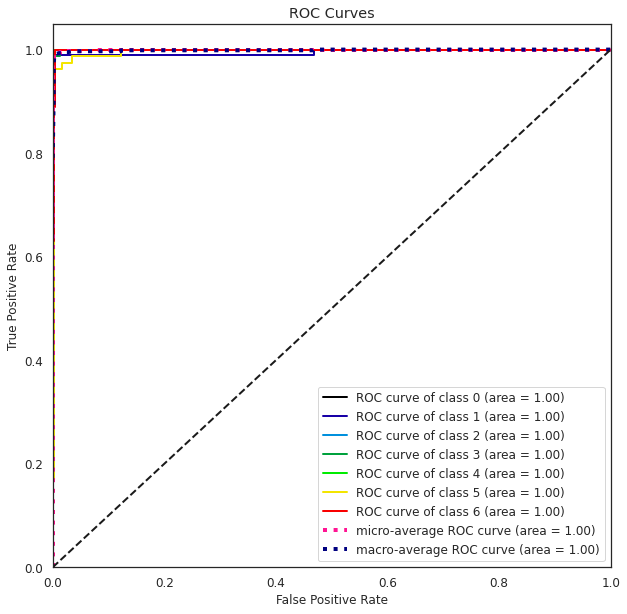 ROC Curves
True Positive Rate
1.0
0.8
0.6
0.4
0.2
0.0
ROC curve of class 0 (area = 1.00)
ROC curve of class 1 (area = 1.00)
ROC curve of class 2 (area = 1.00)
ROC curve of class 3 (area = 1.00)
ROC curve of class 4 (area = 1.00)
ROC curve of class 5 (area = 1.00)
ROC curve of class 6 (area = 1.00)
micro-average ROC curve (area = 1.00)
macro-average ROC curve (area = 1.00)
0.0 0.2 0.4 0.6 0.8 1.0
False Positive Rate